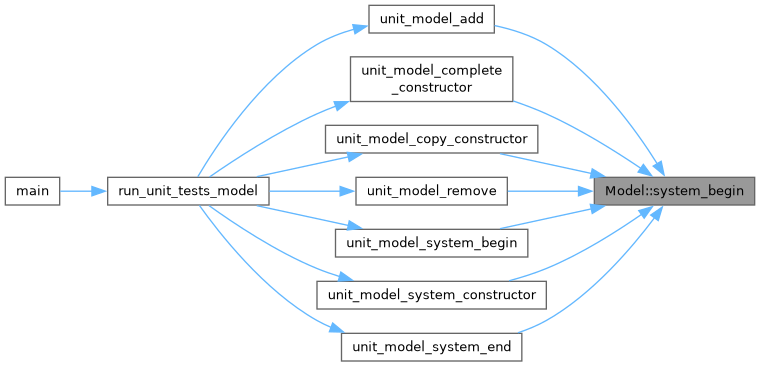 unit_model_add
unit_model_complete
_constructor
unit_model_copy_constructor
main
run_unit_tests_model
unit_model_remove
Model::system_begin
unit_model_system_begin
unit_model_system_constructor
unit_model_system_end